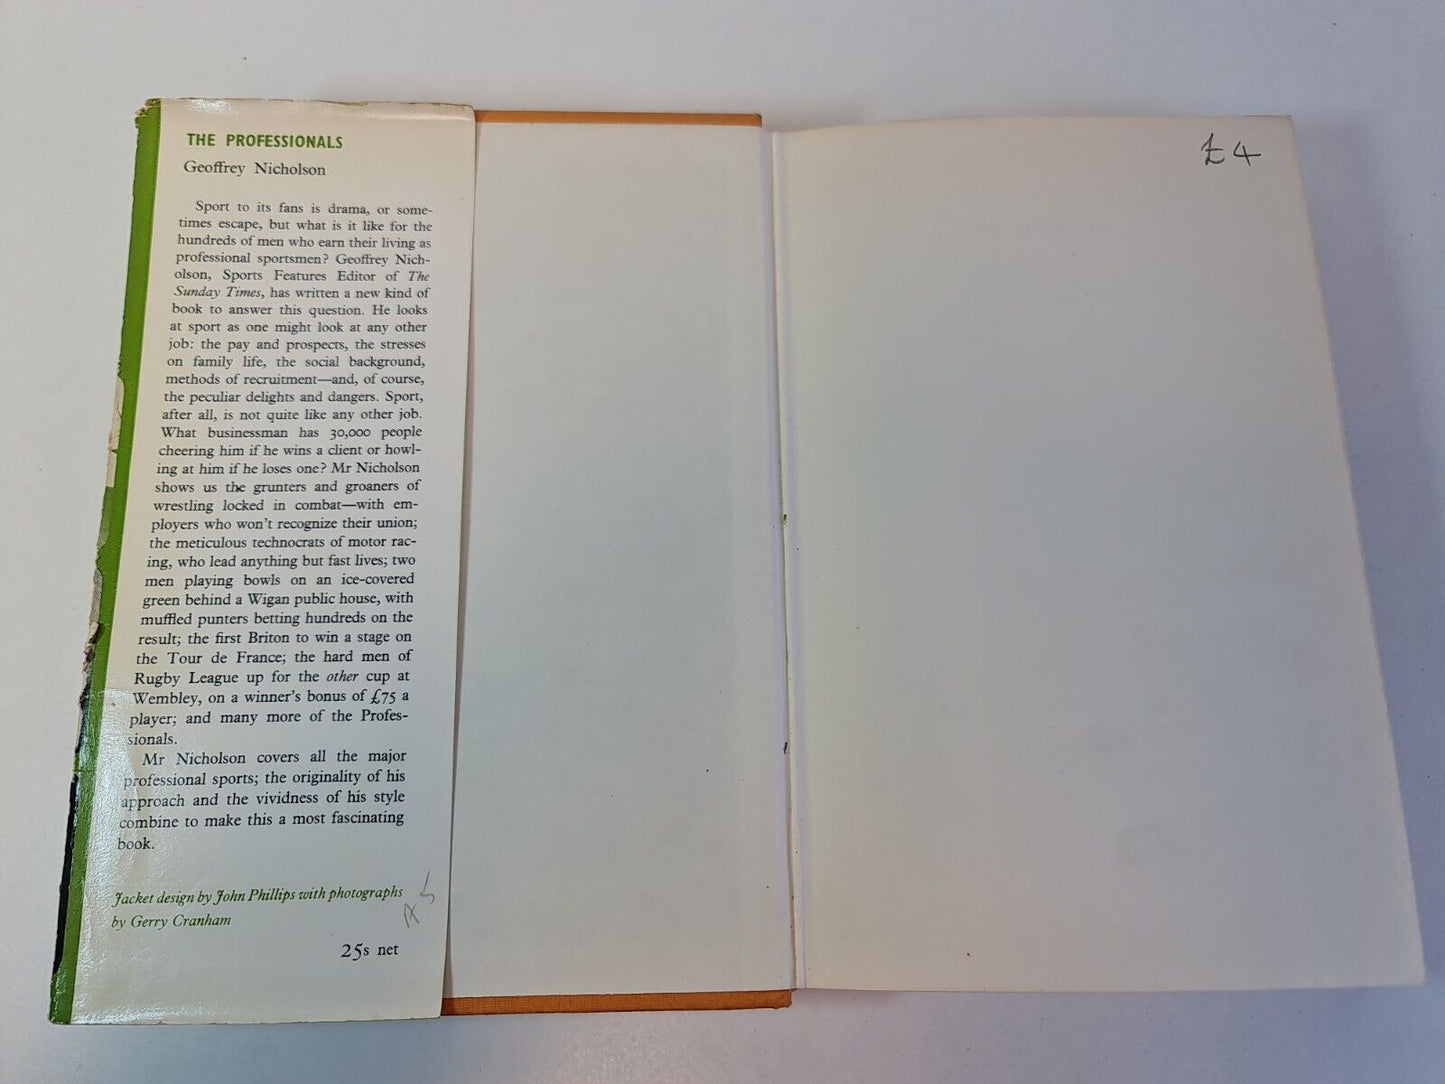 THE PROFESSIONALS
Geoffrey Nicholson
Sport to its fans is drama, or some-
times escape, but what is it like for the
hundreds of men who earn their living as
professional sportsmen? Geoffrey Nich-
olson, Sports Features Editor of The
Sunday Times, has written a new kind of
book to answer this question. He looks
at sport as one might look at any other
job: the pay and prospects, the stresses
on family life, the social background,
methods of recruitment—and, of course,
the peculiar delights and dangers. Sport,
after all, is not quite like any other job.
What businessman has 30,000 people
cheering him if he wins a client or howl-
ing at him if he loses one? Mr Nicholson
shows us the grunters and groaners of
wrestling locked in combat—with em-
ployers who won't recognize their union;
the meticulous technocrats of motor rac-
ing, who lead anything but fast lives; two
men playing bowls on an ice-covered
green behind a Wigan public house, with
muffled punters betting hundreds on the
result; the first Briton to win a stage on
the Tour de France; the hard men of
Rugby League up for the other cup at
Wembley, on a winner's bonus of £75 a
player; and many more of the Profes-
sionals.
Mr Nicholson covers all the major
professional sports; the originality of his
approach and the vividness of his style
combine to make this a most fascinating
book.
Jacket design by John Phillips with photographs
by Gerry Cranham
25s net
£4